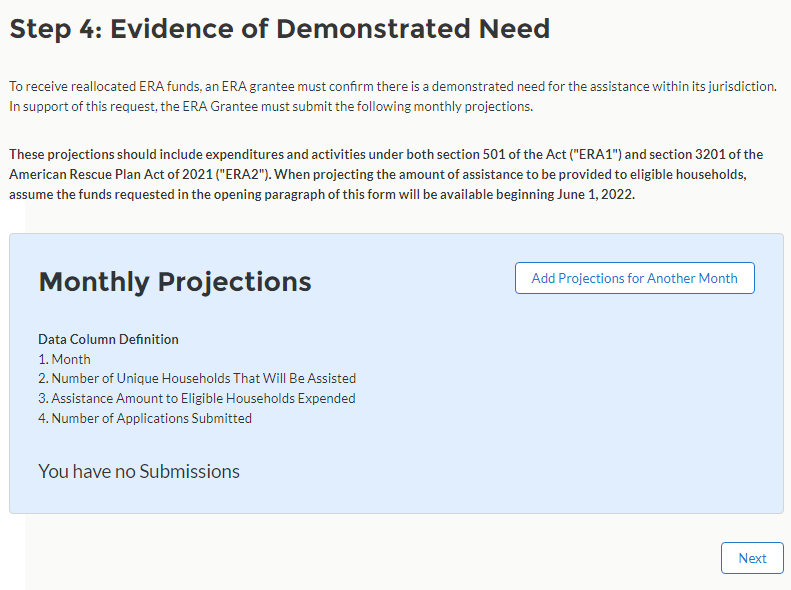 Step 4: Evidence of Demonstrated Need
To receive reallocated ERA funds, an ERA grantee must confirm there is a demonstrated need for the assistance within its jurisdiction.
In support of this request, the ERA Grantee must submit the following monthly projections.
These projections should include expenditures and activities under both section 501 of the Act ("ERA1") and section 3201 of the
American Rescue Plan Act of 2021 ("ERA2"). When projecting the amount of assistance to be provided to eligible households,
assume the funds requested in the opening paragraph of this form will be available beginning June 1, 2022.
Monthly Projections
Add Projections for Another Month
Data Column Definition
1. Month
2. Number of Unique Households That Will Be Assisted
3. Assistance Amount to Eligible Households Expended
4. Number of Applications Submitted
You have no Submissions
Next